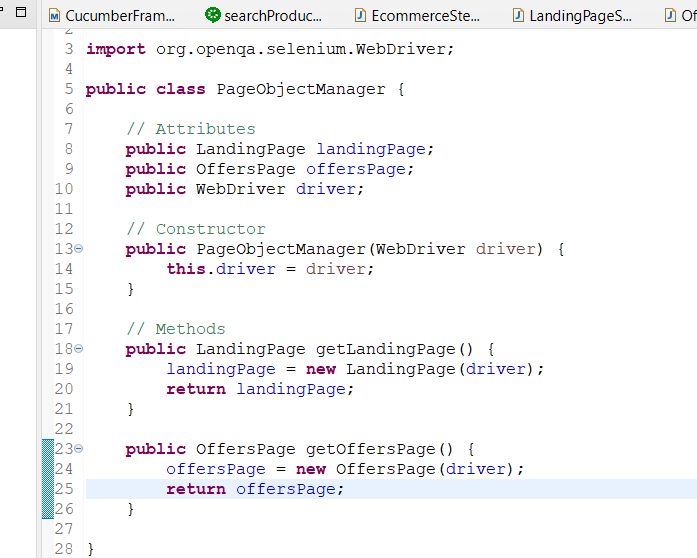 CucumberFram...
searchProduc...
EcommerceSte...
LandingPageS...
Of
2
3 import org.openqa.selenium.WebDriver;
4
5 public class PageObjectManager {
6
7 // Attributes
8 public LandingPage landingPage;
9 public OffersPage offersPage;
10 public WebDriver driver;
11
12 // Constructor
13 public PageObjectManager(WebDriver driver) {
14 this.driver = driver;
15 }
16
17 // Methods
18 public LandingPage getLandingPage() {
19 landingPage = new LandingPage(driver);
20 return landingPage;
21 }
22
23 public OffersPage getOffersPage() {
24 offersPage = new OffersPage(driver);
25 return offersPage;
26 }
27
28 }